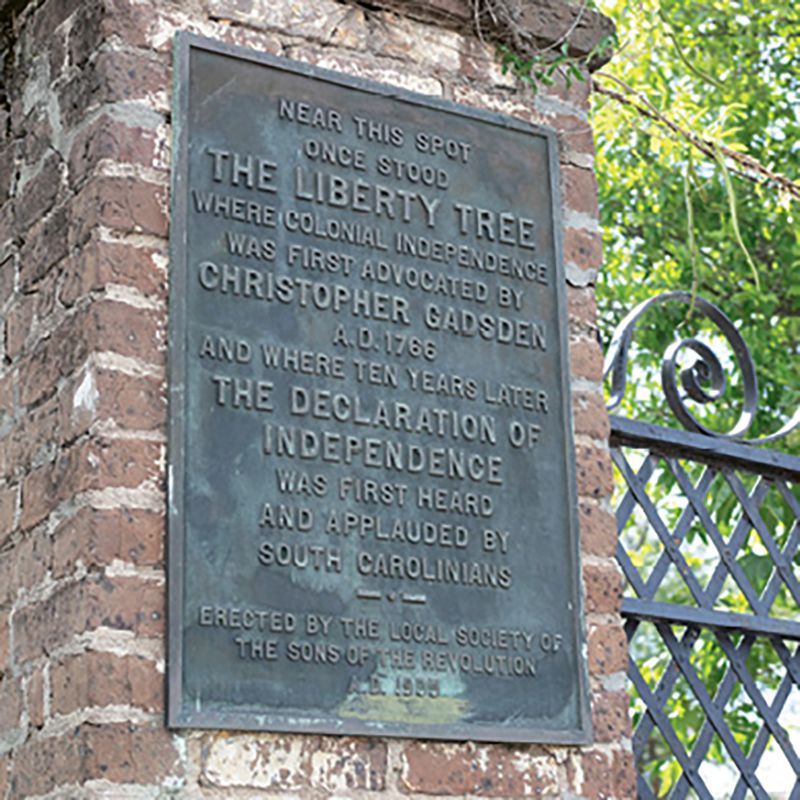 NEAR THIS SPOT
ONCE STOOD
THE LIBERTY TREE
WHERE COLONIAL INDEPENDENCE
WAS FIRST ADVOCATED BY
CHRISTOPHER GADSDEN
A.D. 1766
AND WHERE TEN YEARS LATER
THE DECLARATION OF
INDEPENDENCE
WAS FIRST HEARD
AND APPLAUDED BY
SOUTH CAROLINIANS
ERECTED BY THE LOCAL SOCIETY OF
THE SONS OF THE REVOLUTION
A.D. 1905